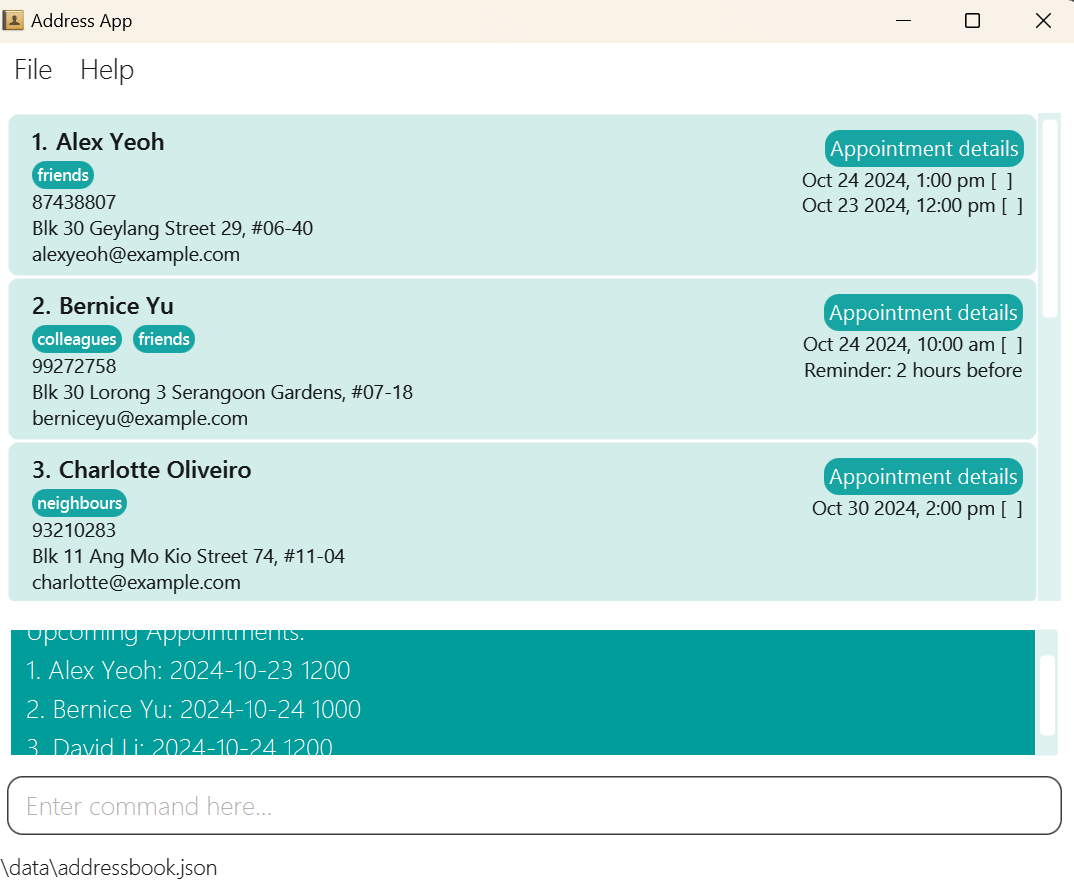 Address App
File Help
1. Alex Yeoh
friends
87438807
Blk 30 Geylang Street 29, #06-40
alexyeoh@example.com
Appointment details
Oct 24 2024, 1:00 pm [ ]
Oct 23 2024, 12:00 pm [ ]
2. Bernice Yu
colleagues friends
99272758
Blk 30 Lorong 3 Serangoon Gardens, #07-18
berniceyu@example.com
Appointment details
Oct 24 2024, 10:00 am [ ]
Reminder: 2 hours before
3. Charlotte Oliveiro
neighbours
93210283
Blk 11 Ang Mo Kio Street 74, #11-04
charlotte@example.com
Appointment details
Oct 30 2024, 2:00 pm [ ]
Upcoming Appointments:
1. Alex Yeoh: 2024-10-23 1200
2. Bernice Yu: 2024-10-24 1000
3. David Li: 2024-10-24 1200
Enter command here...
\data\addressbook.json